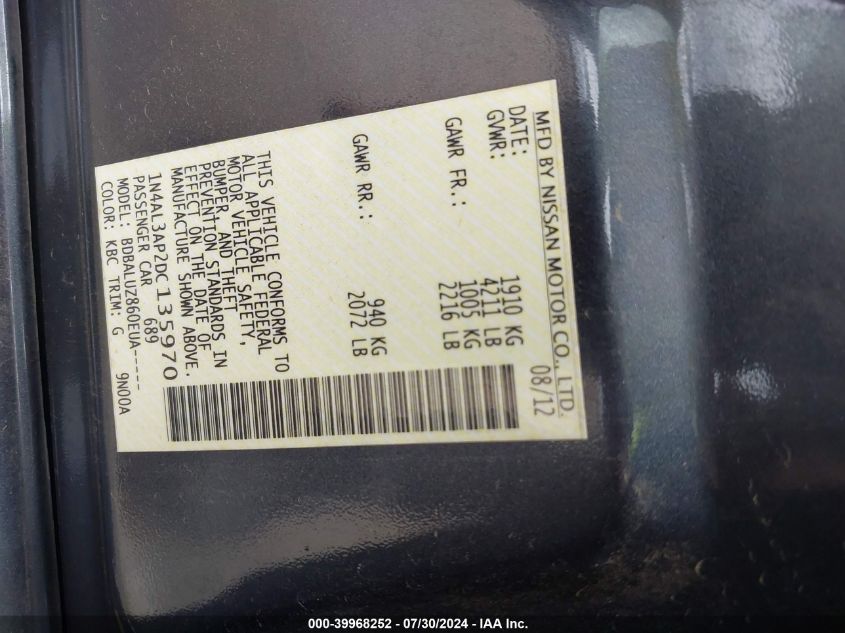 MFD BY NISSAN MOTOR CO., LTD.
DATE: 08/12
GVWR: 1910 KG
4211 LB
GAWR FR.: 1005 KG
2216 LB
GAWR RR.: 940 KG
2072 LB
THIS VEHICLE CONFORMS TO
ALL APPLICABLE FEDERAL
MOTOR VEHICLE SAFETY,
BUMPER, AND THEFT
PREVENTION STANDARDS IN
EFFECT ON THE DATE OF
MANUFACTURE SHOWN ABOVE.
1N4AL3AP2DC135970
PASSENGER CAR 689
MODEL: BDBALUZ860EUA-----
COLOR: KBC TRIM: G 9N00A
000-39968252 - 07/30/2024 - IAA Inc.